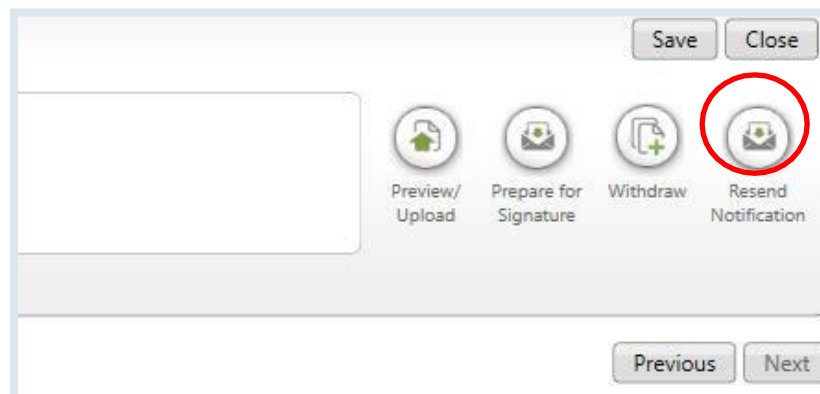 Save Close
Preview/ Prepare for Withdraw Resend
Upload Signature Notification
Previous Next